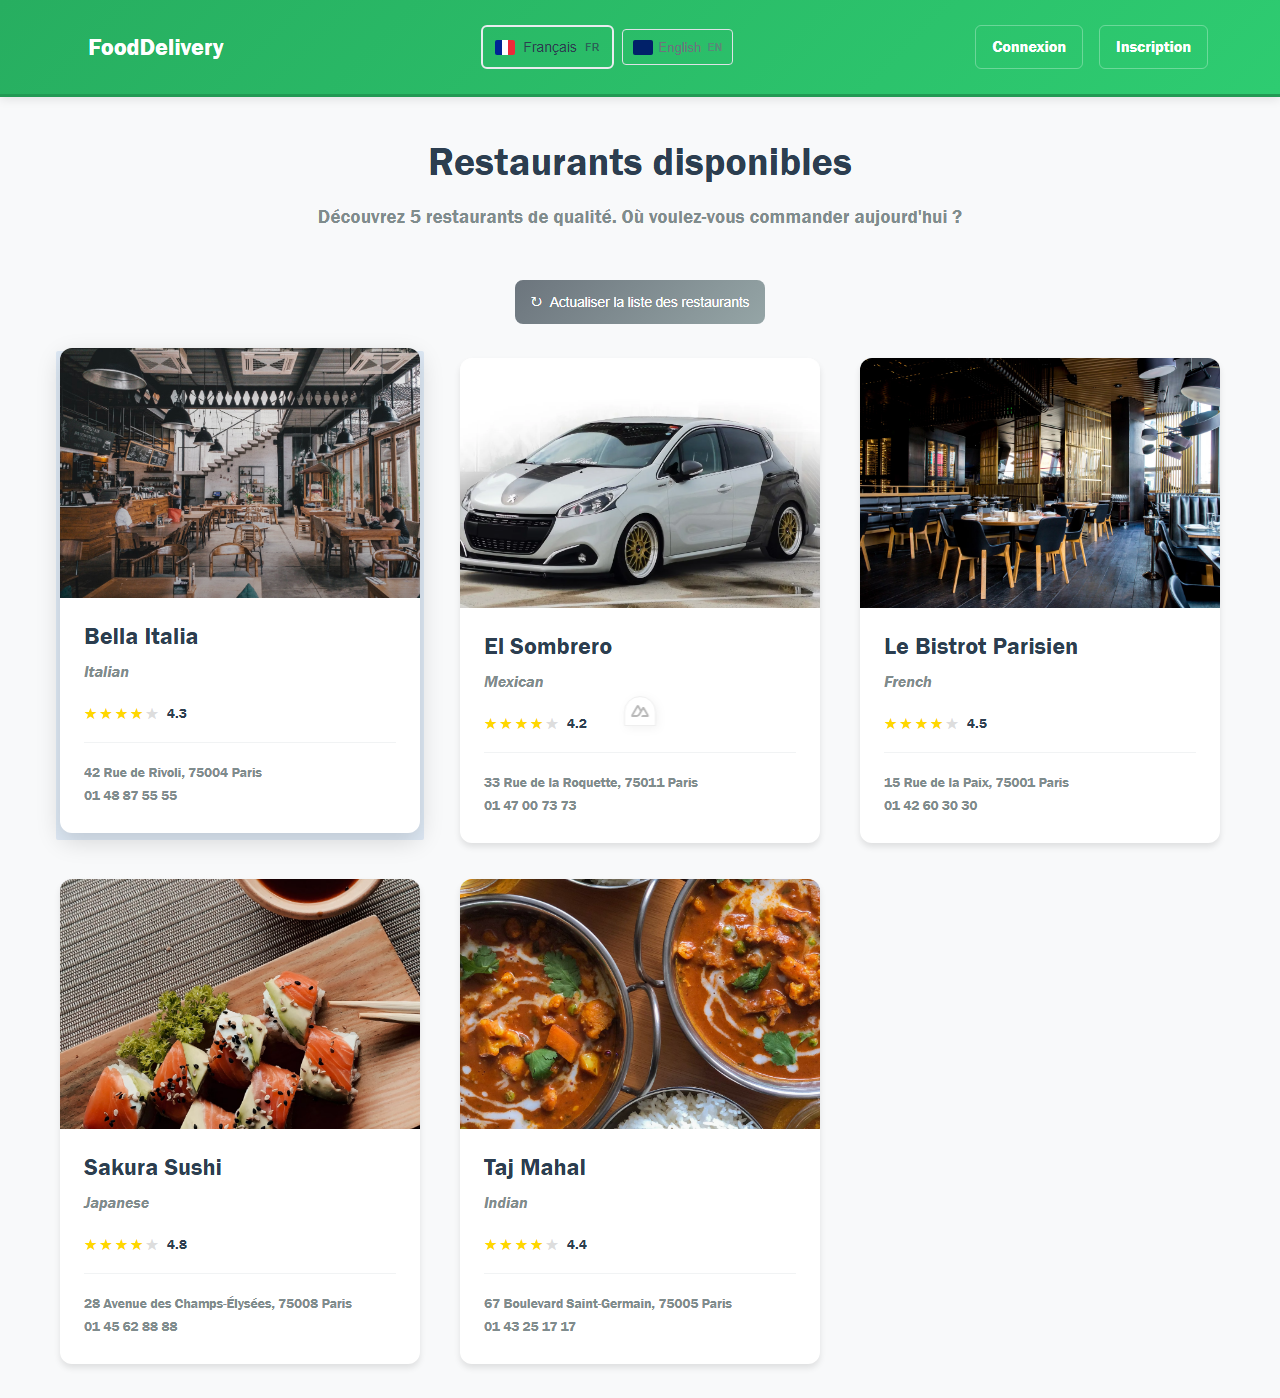 FoodDelivery
Français FR
English EN
Connexion
Inscription
Restaurants disponibles
Découvrez 5 restaurants de qualité. Où voulez-vous commander aujourd'hui ?
↻ Actualiser la liste des restaurants
Bella Italia
Italian
★★★★★ 4.3
42 Rue de Rivoli, 75004 Paris
01 48 87 55 55
El Sombrero
Mexican
★★★★★ 4.2
33 Rue de la Roquette, 75011 Paris
01 47 00 73 73
Le Bistrot Parisien
French
★★★★★ 4.5
15 Rue de la Paix, 75001 Paris
01 42 60 30 30
Sakura Sushi
Japanese
★★★★★ 4.8
28 Avenue des Champs-Élysées, 75008 Paris
01 45 62 88 88
Taj Mahal
Indian
★★★★★ 4.4
67 Boulevard Saint-Germain, 75005 Paris
01 43 25 17 17